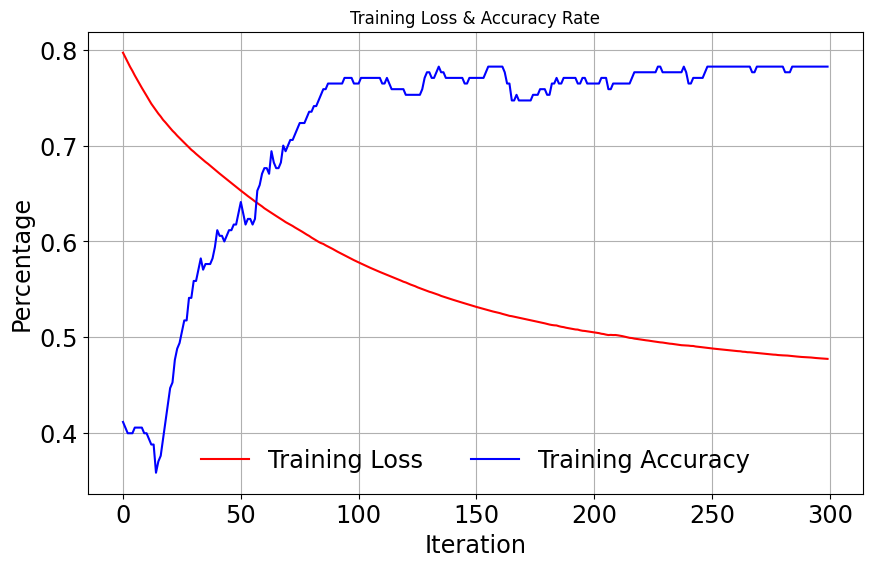 Training Loss & Accuracy Rate
Percentage
0.8
0.7
0.6
0.5
0.4
Training Loss
Training Accuracy
0 50 100 150 200 250 300
Iteration